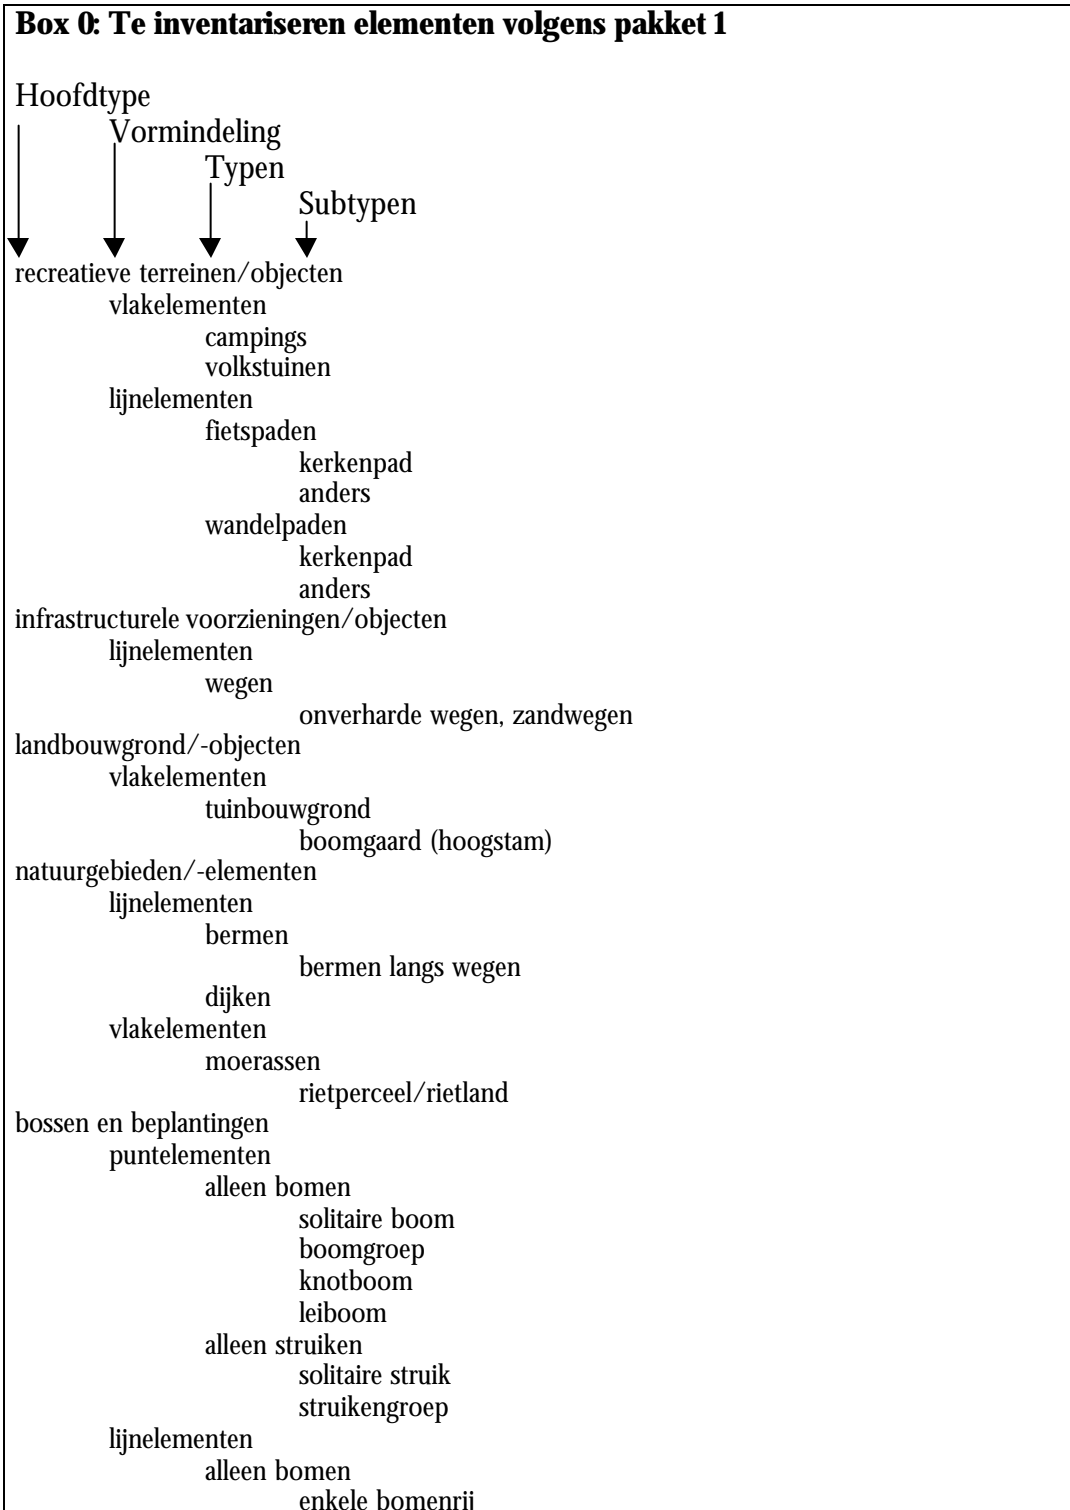 Box 0: Te inventariseren elementen volgens pakket 1
Hoofdtype
Vormindeling
Typen
Subtypen
recreatieve terreinen/objecten
vlakelementen
campings
volkstuinen
lijnelementen
fietspaden
kerkenpad
anders
wandelpaden
kerkenpad
anders
infrastructurele voorzieningen/objecten
lijnelementen
wegen
onverharde wegen, zandwegen
landbouwgrond/-objecten
vlakelementen
tuinbouwgrond
boomgaard (hoogstam)
natuurgebieden/-elementen
lijnelementen
bermen
bermen langs wegen
dijken
vlakelementen
moerassen
rietperceel/rietland
bossen en beplantingen
puntelementen
alleen bomen
solitaire boom
boomgroep
knotboom
leiboom
alleen struiken
solitaire struik
struikengroep
lijnelementen
alleen bomen
enkele bomenrij